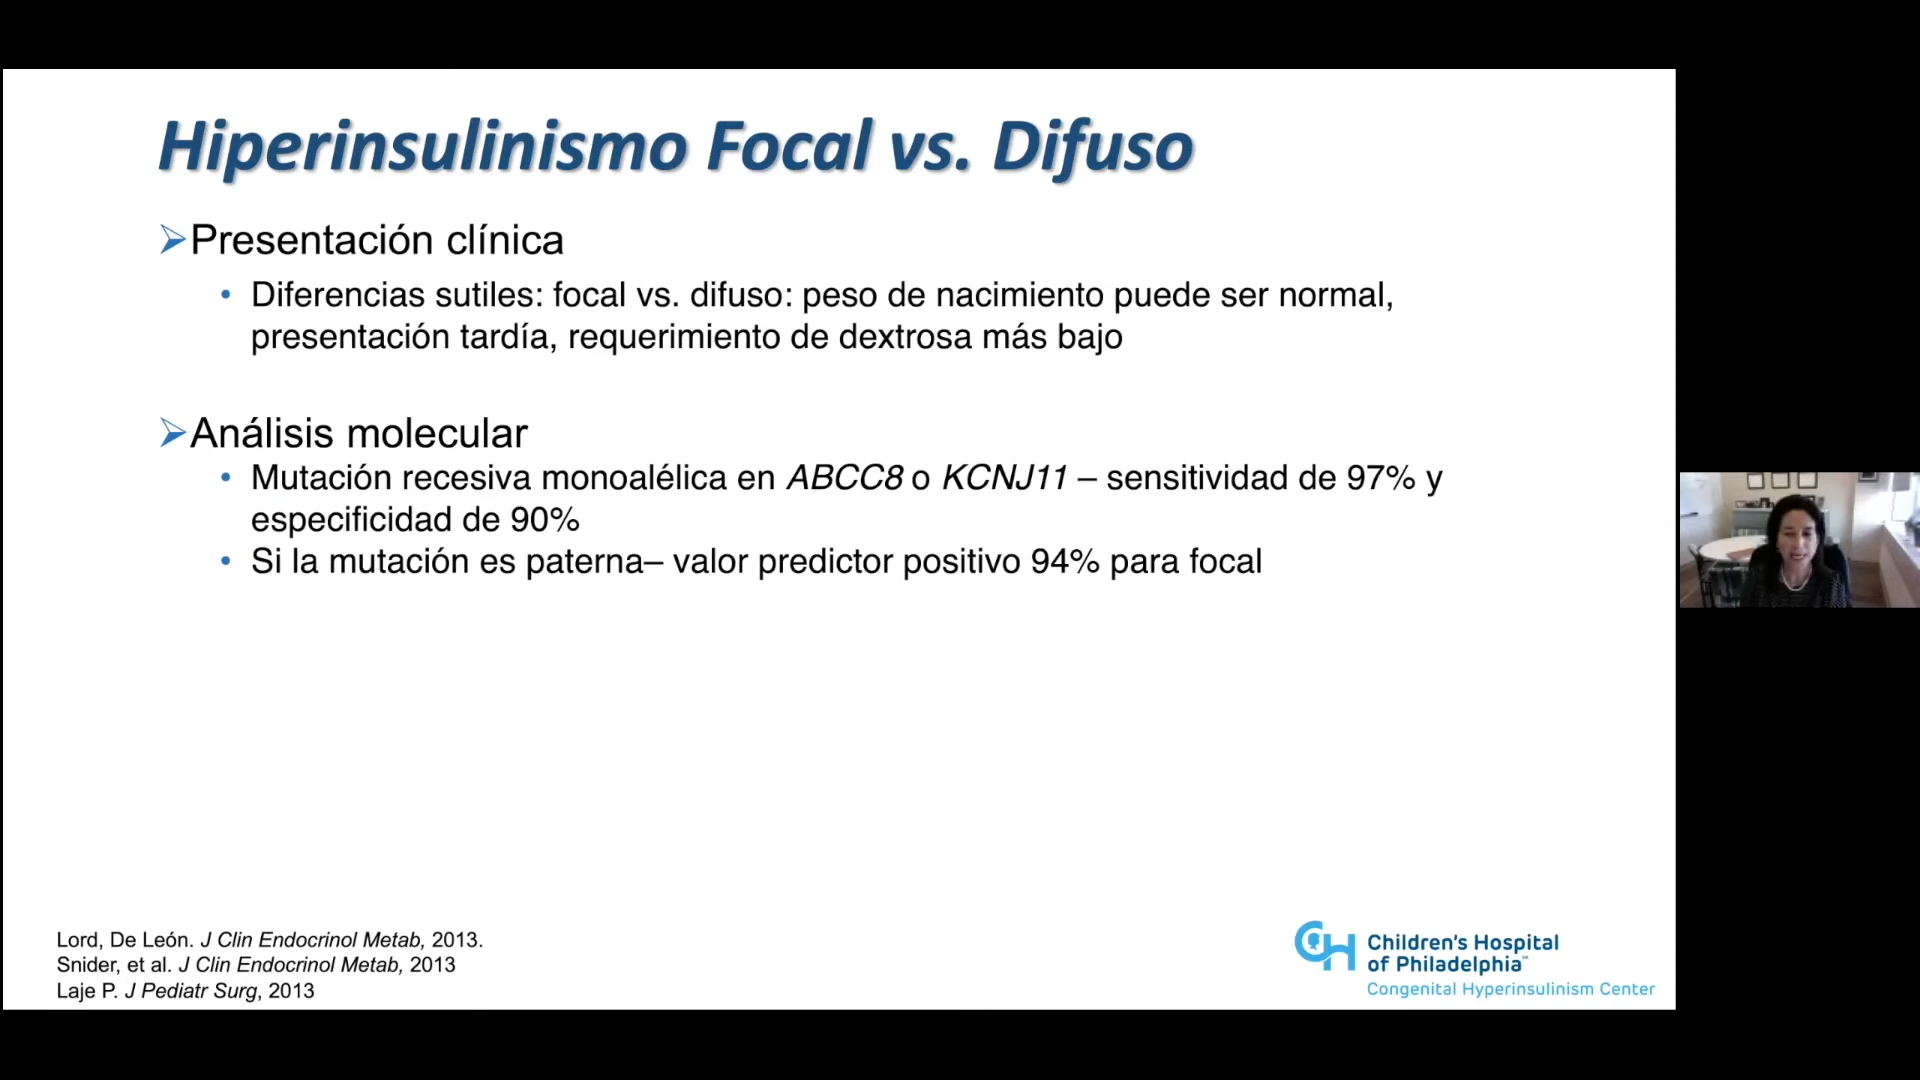 Hiperinsulinismo Focal vs. Difuso
Presentación clínica
Diferencias sutiles: focal vs. difuso: peso de nacimiento puede ser normal,
presentación tardía, requerimiento de dextrosa más bajo
Análisis molecular
Mutación recesiva monoalélica en ABCC8 o KCNJ11 – sensitividad de 97% y
especificidad de 90%
Si la mutación es paterna– valor predictor positivo 94% para focal
Lord, De León. J Clin Endocrinol Metab, 2013.
Snider, et al. J Clin Endocrinol Metab, 2013
Laje P. J Pediatr Surg, 2013
CH Children's Hospital
of Philadelphia
Congenital Hyperinsulinism Center